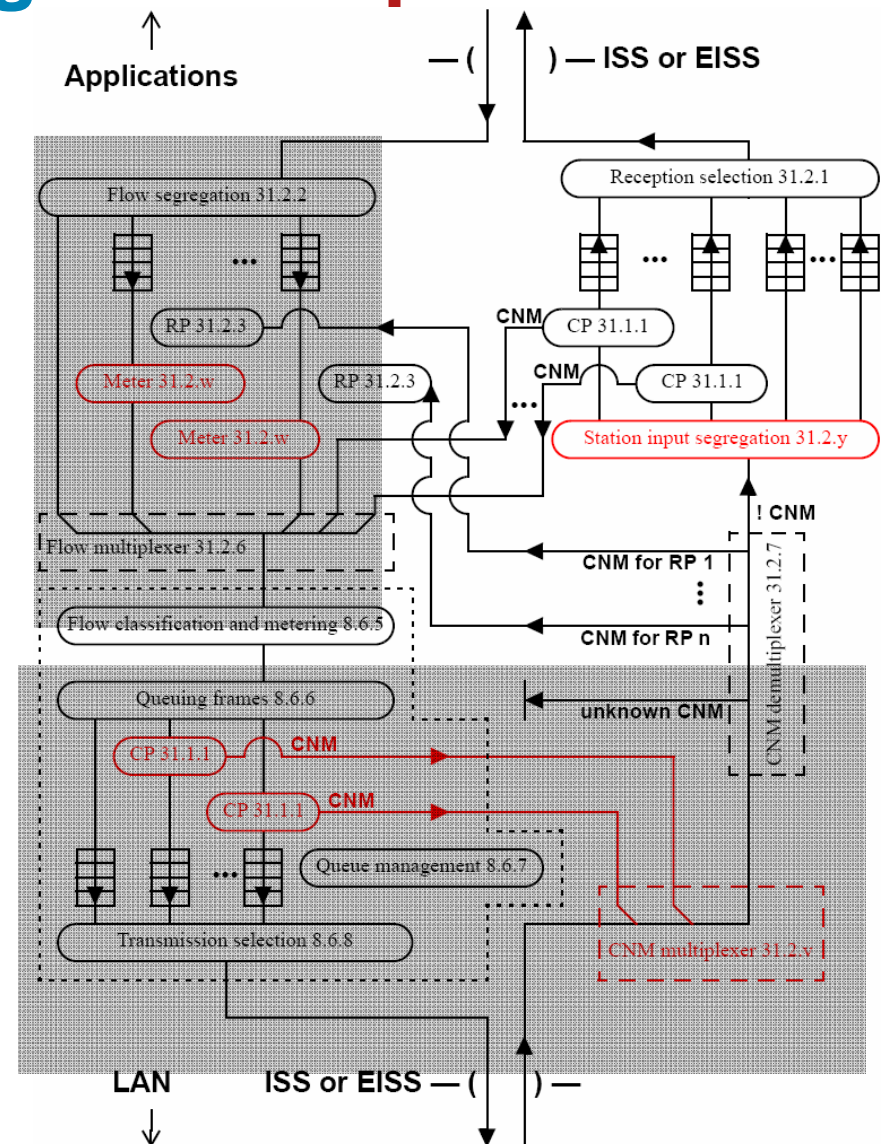 Applications
— ( ) — ISS or EISS
Flow segregation 31.2.2
Reception selection 31.2.1
...
...
...
RP 31.2.3
CNM
CP 31.1.1
Meter 31.2.w
RP 31.2.3
CNM
CP 31.1.1
...
Meter 31.2.w
Station input segregation 31.2.y
! CNM
Flow multiplexer 31.2.6
CNM for RP 1
...
CNM demultiplexer 31.2.7
Flow classification and metering 8.6.5
CNM for RP n
Queuing frames 8.6.6
unknown CNM
CP 31.1.1
CNM
CP 31.1.1
CNM
...
Queue management 8.6.7
Transmission selection 8.6.8
CNM multiplexer 31.2.v
LAN
ISS or EISS — ( ) —